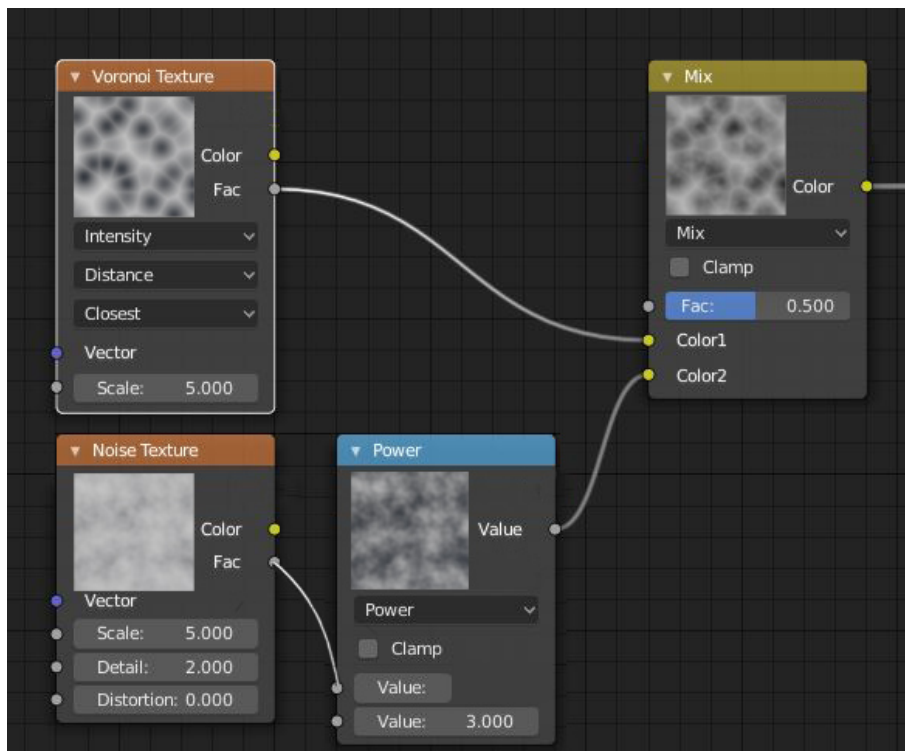 Voronoi Texture
Color
Fac
Intensity
Distance
Closest
Vector
Scale: 5.000
Noise Texture
Color
Fac
Vector
Scale: 5.000
Detail: 2.000
Distortion: 0.000
Power
Value
Power
Clamp
Value:
Value: 3.000
Mix
Color
Mix
Clamp
Fac: 0.500
Color1
Color2